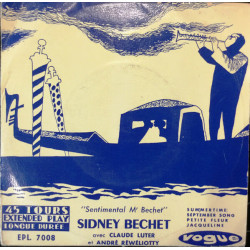 "Sentimental Mr Bechet"
SIDNEY BECHET
avec CLAUDE LUTER
et ANDRÉ RÉWÉLIOTTY
45 TOURS
EXTENDED PLAY
LONGUE DURÉE
EPL 7008
SUMMERTIME
SEPTEMBER SONG
PETITE FLEUR
JACQUELINE
VOGUE